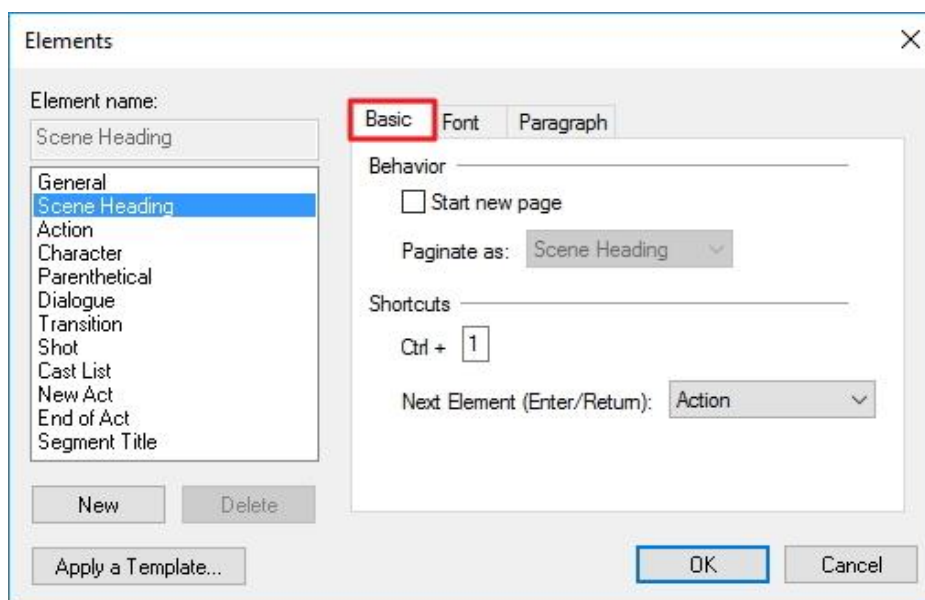 Elements
Element name:
Scene Heading
General
Scene Heading
Action
Character
Parenthetical
Dialogue
Transition
Shot
Cast List
New Act
End of Act
Segment Title
New Delete
Apply a Template...
Basic Font Paragraph
Behavior
Start new page
Paginate as: Scene Heading
Shortcuts
Ctrl + 1
Next Element (Enter/Return): Action
OK Cancel